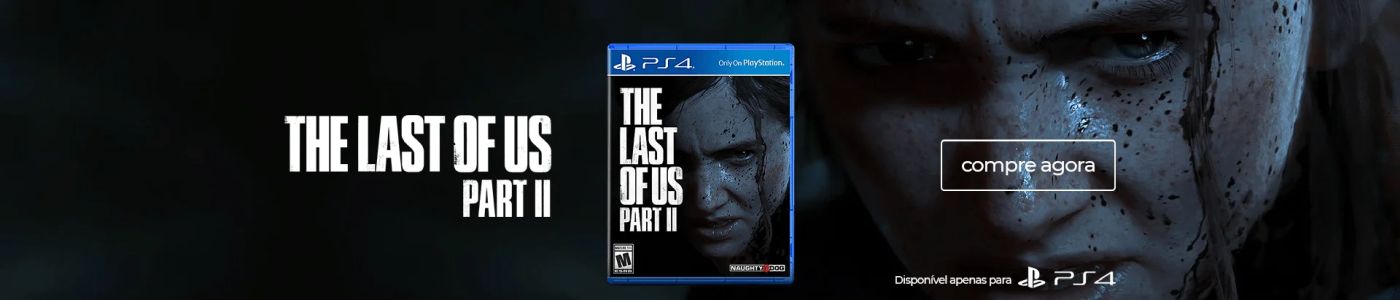 THE LAST OF US
PART II
PS4
Only On PlayStation.
THE
LAST
OF US
PART II
M
NAUGHTY DOG
compre agora
Disponível apenas para PS4